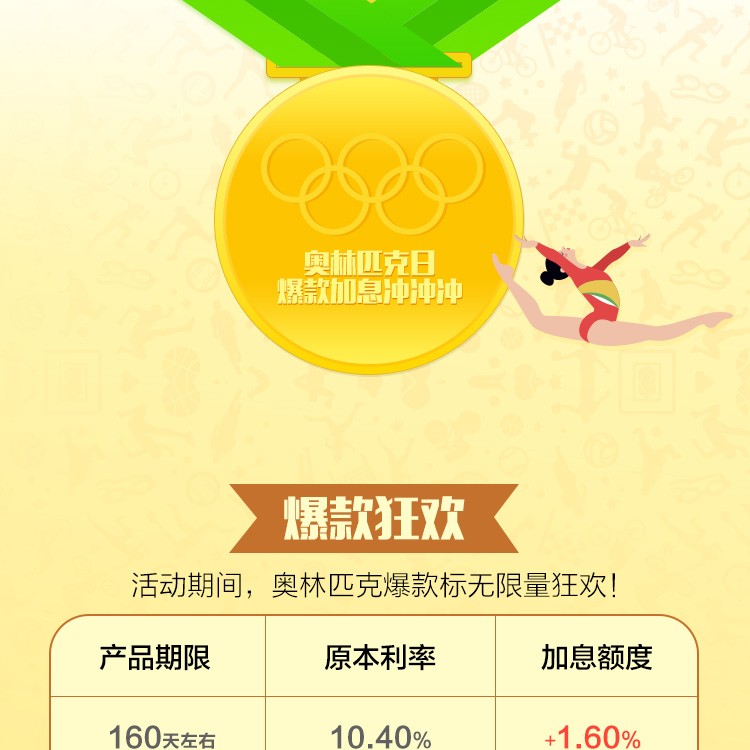 奥林匹克日
爆款加息冲冲冲
爆款狂欢
活动期间，奥林匹克爆款标无限量狂欢！
产品期限 原本利率 加息额度
160天左右 10.40% +1.60%